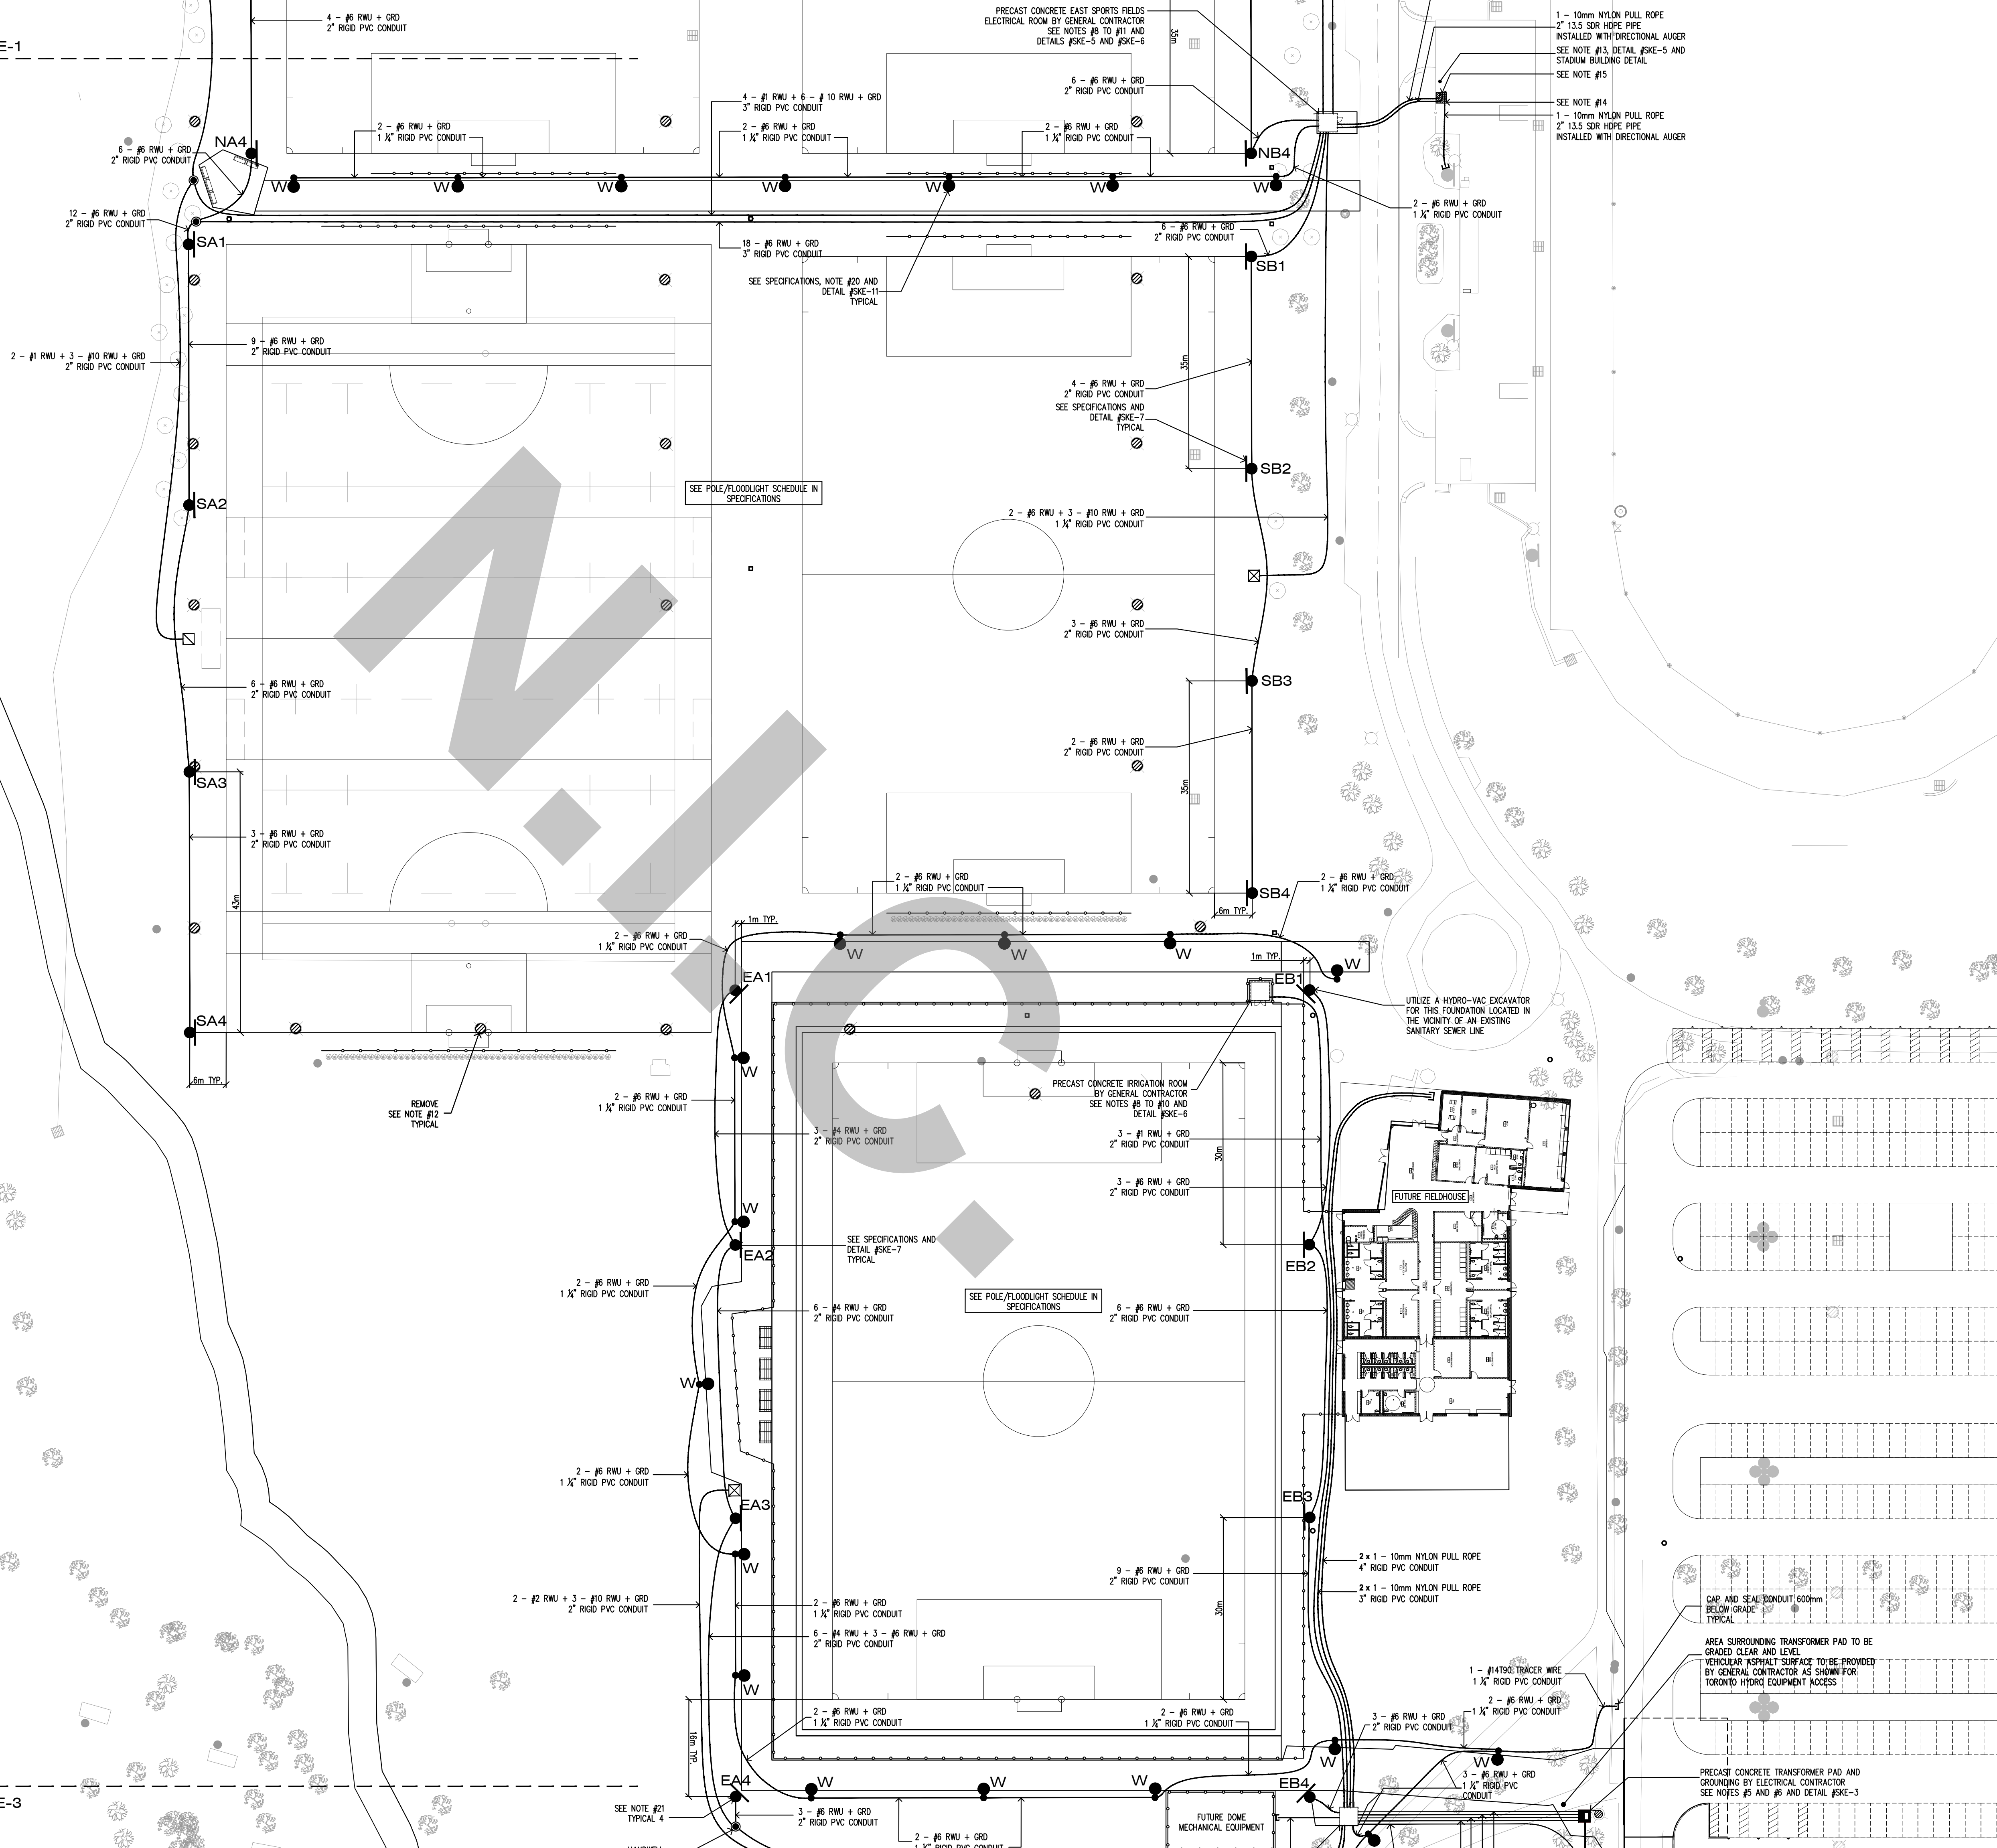 4 – #6 RWU + GRD
2" RIGID PVC CONDUIT
PRECAST CONCRETE EAST SPORTS FIELDS
ELECTRICAL ROOM BY GENERAL CONTRACTOR
SEE NOTES #8 TO #11 AND
DETAILS #SKE-5 AND #SKE-6
35m
1 – 10mm NYLON PULL ROPE
2" 13.5 SDR HDPE PIPE
INSTALLED WITH DIRECTIONAL AUGER
SEE NOTE #13, DETAIL #SKE-5 AND
STADIUM BUILDING DETAIL
SEE NOTE #15
SEE NOTE #14
1 – 10mm NYLON PULL ROPE
2" 13.5 SDR HDPE PIPE
INSTALLED WITH DIRECTIONAL AUGER
E-1
6 – #6 RWU + GRD
2" RIGID PVC CONDUIT
4 – #1 RWU + 6 – # 10 RWU + GRD
3" RIGID PVC CONDUIT
2 – #6 RWU + GRD
1 ¼" RIGID PVC CONDUIT
2 – #6 RWU + GRD
1 ¼" RIGID PVC CONDUIT
2 – #6 RWU + GRD
1 ¼" RIGID PVC CONDUIT
NA4
6 – #6 RWU + GRD
2" RIGID PVC CONDUIT
NB4
W
W
W
W
W
W
W
12 – #6 RWU + GRD
2" RIGID PVC CONDUIT
2 – #6 RWU + GRD
1 ¼" RIGID PVC CONDUIT
SA1
18 – #6 RWU + GRD
3" RIGID PVC CONDUIT
6 – #6 RWU + GRD
2" RIGID PVC CONDUIT
SB1
SEE SPECIFICATIONS, NOTE #20 AND
DETAIL #SKE-11
TYPICAL
9 – #6 RWU + GRD
2" RIGID PVC CONDUIT
2 – #1 RWU + 3 – #10 RWU + GRD
2" RIGID PVC CONDUIT
35m
4 – #6 RWU + GRD
2" RIGID PVC CONDUIT
SEE SPECIFICATIONS AND
DETAIL #SKE-7
TYPICAL
SB2
SEE POLE/FLOODLIGHT SCHEDULE IN
SPECIFICATIONS
SA2
2 – #6 RWU + 3 – #10 RWU + GRD
1 ¼" RIGID PVC CONDUIT
N.I.C.
3 – #6 RWU + GRD
2" RIGID PVC CONDUIT
6 – #6 RWU + GRD
2" RIGID PVC CONDUIT
SB3
2 – #6 RWU + GRD
2" RIGID PVC CONDUIT
SA3
35m
3 – #6 RWU + GRD
2" RIGID PVC CONDUIT
43m
2 – #6 RWU + GRD
1 ¼" RIGID PVC CONDUIT
2 – #6 RWU + GRD
1 ¼" RIGID PVC CONDUIT
SB4
6m TYP.
1m TYP.
2 – #6 RWU + GRD
1 ¼" RIGID PVC CONDUIT
W
W
W
W
1m TYP.
EA1
EB1
UTILIZE A HYDRO-VAC EXCAVATOR
FOR THIS FOUNDATION LOCATED IN
THE VICINITY OF AN EXISTING
SANITARY SEWER LINE
SA4
6m TYP.
W
REMOVE
SEE NOTE #12
TYPICAL
2 – #6 RWU + GRD
1 ¼" RIGID PVC CONDUIT
PRECAST CONCRETE IRRIGATION ROOM
BY GENERAL CONTRACTOR
SEE NOTES #8 TO #10 AND
DETAIL #SKE-6
3 – #4 RWU + GRD
2" RIGID PVC CONDUIT
3 – #1 RWU + GRD
2" RIGID PVC CONDUIT
30m
3 – #6 RWU + GRD
2" RIGID PVC CONDUIT
FUTURE FIELDHOUSE
W
EA2
SEE SPECIFICATIONS AND
DETAIL #SKE-7
TYPICAL
EB2
2 – #6 RWU + GRD
1 ¼" RIGID PVC CONDUIT
SEE POLE/FLOODLIGHT SCHEDULE IN
SPECIFICATIONS
6 – #4 RWU + GRD
2" RIGID PVC CONDUIT
6 – #6 RWU + GRD
2" RIGID PVC CONDUIT
W
2 – #6 RWU + GRD
1 ¼" RIGID PVC CONDUIT
EA3
EB3
W
2 x 1 – 10mm NYLON PULL ROPE
4" RIGID PVC CONDUIT
9 – #6 RWU + GRD
2" RIGID PVC CONDUIT
2 x 1 – 10mm NYLON PULL ROPE
3" RIGID PVC CONDUIT
30m
2 – #2 RWU + 3 – #10 RWU + GRD
2" RIGID PVC CONDUIT
2 – #6 RWU + GRD
1 ¼" RIGID PVC CONDUIT
6 – #4 RWU + 3 – #6 RWU + GRD
2" RIGID PVC CONDUIT
CAP AND SEAL CONDUIT 600mm
BELOW GRADE
TYPICAL
AREA SURROUNDING TRANSFORMER PAD TO BE
GRADED CLEAR AND LEVEL
VEHICULAR ASPHALT SURFACE TO BE PROVIDED
BY GENERAL CONTRACTOR AS SHOWN FOR
TORONTO HYDRO EQUIPMENT ACCESS
W
1 – #14T90 TRACER WIRE
1 ¼" RIGID PVC CONDUIT
2 – #6 RWU + GRD
1 ¼" RIGID PVC CONDUIT
2 – #6 RWU + GRD
1 ¼" RIGID PVC CONDUIT
2 – #6 RWU + GRD
1 ¼" RIGID PVC CONDUIT
3 – #6 RWU + GRD
2" RIGID PVC CONDUIT
16m TYP.
W
W
EA4
W
W
W
EB4
3 – #6 RWU + GRD
1 ¼" RIGID PVC
CONDUIT
PRECAST CONCRETE TRANSFORMER PAD AND
GROUNDING BY ELECTRICAL CONTRACTOR
SEE NOTES #5 AND #6 AND DETAIL #SKE-3
E-3
SEE NOTE #21
TYPICAL 4
3 – #6 RWU + GRD
2" RIGID PVC CONDUIT
FUTURE DOME
MECHANICAL EQUIPMENT
2 – #6 RWU + GRD